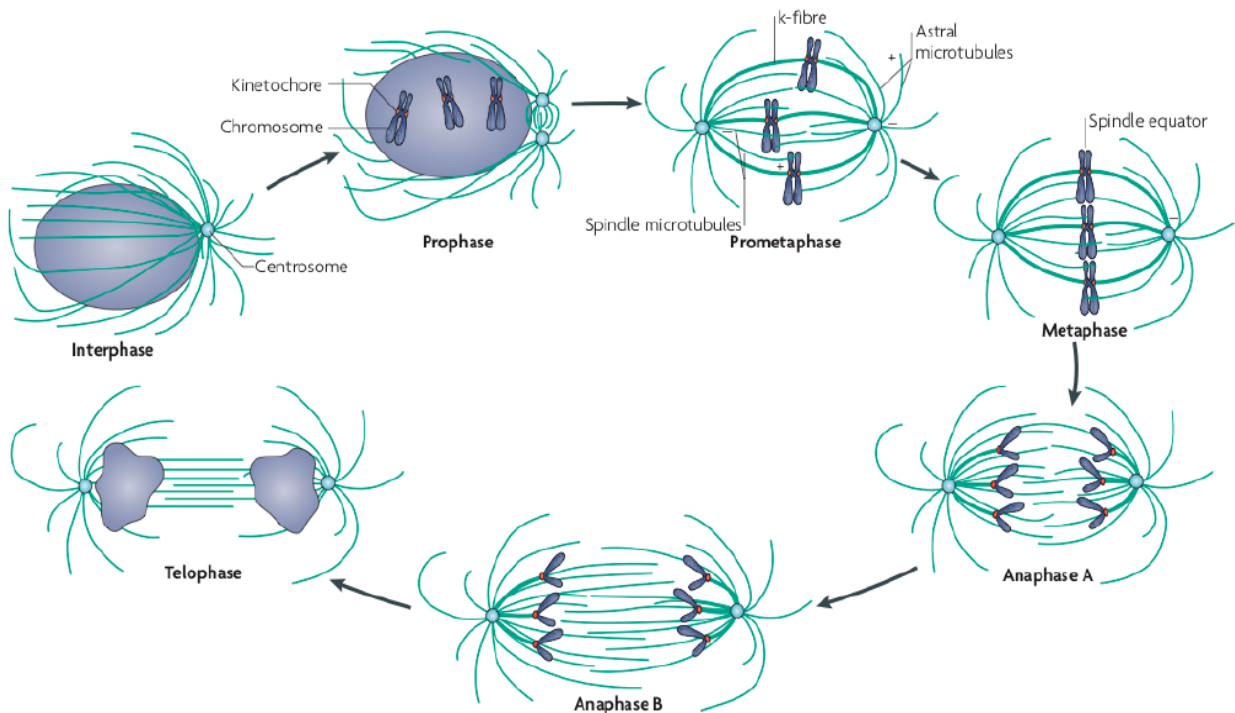 k-fibre
Astral
microtubules
+
Kinetochore
Chromosome
−
−
+
Spindle microtubules
Prophase
Prometaphase
Centrosome
Interphase
Spindle equator
−
Metaphase
Anaphase A
Anaphase B
Telophase